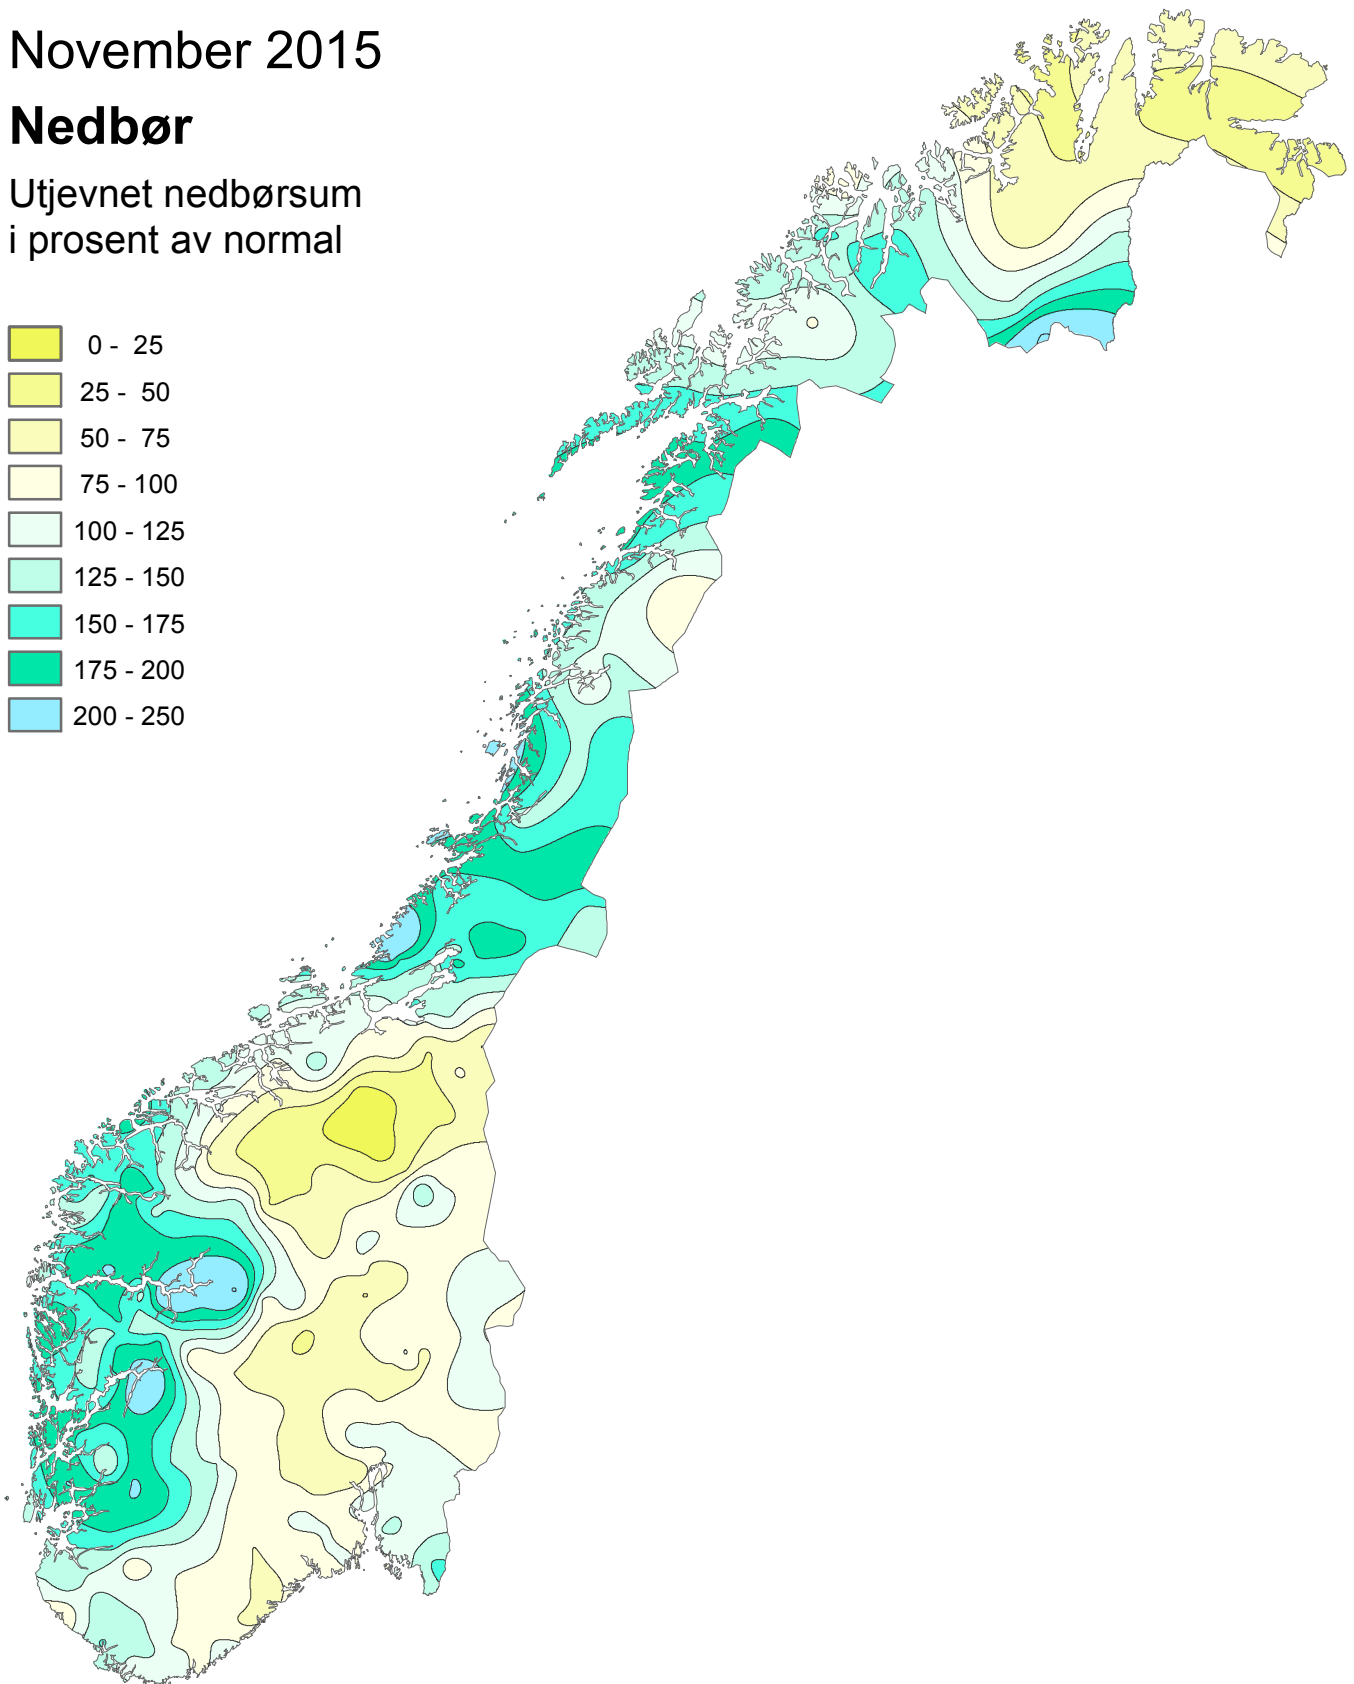 November 2015
Nedbør
Utjevnet nedbørsum
i prosent av normal
0 - 25
25 - 50
50 - 75
75 - 100
100 - 125
125 - 150
150 - 175
175 - 200
200 - 250